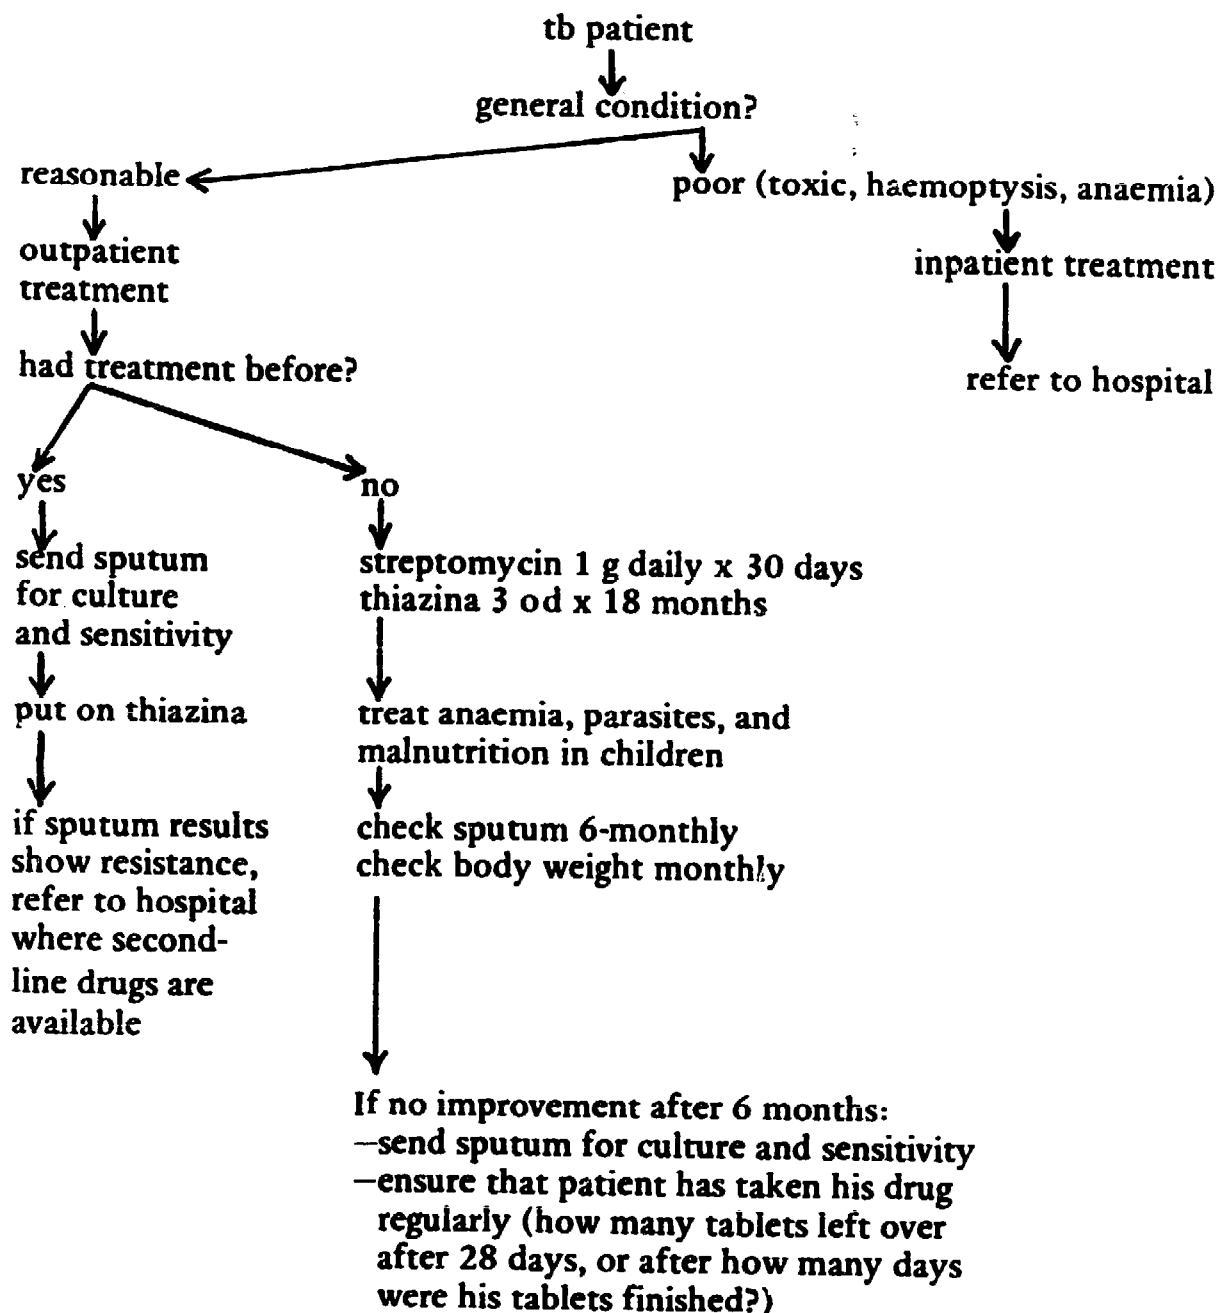 tb patient
general condition?
reasonable
poor (toxic, haemoptysis, anaemia)
outpatient
treatment
inpatient treatment
had treatment before?
refer to hospital
yes
no
send sputum
for culture
and sensitivity
streptomycin 1 g daily x 30 days
thiazina 3 od x 18 months
put on thiazina
treat anaemia, parasites, and
malnutrition in children
if sputum results
show resistance,
refer to hospital
where second-
line drugs are
available
check sputum 6-monthly
check body weight monthly
If no improvement after 6 months:
—send sputum for culture and sensitivity
—ensure that patient has taken his drug
regularly (how many tablets left over
after 28 days, or after how many days
were his tablets finished?)